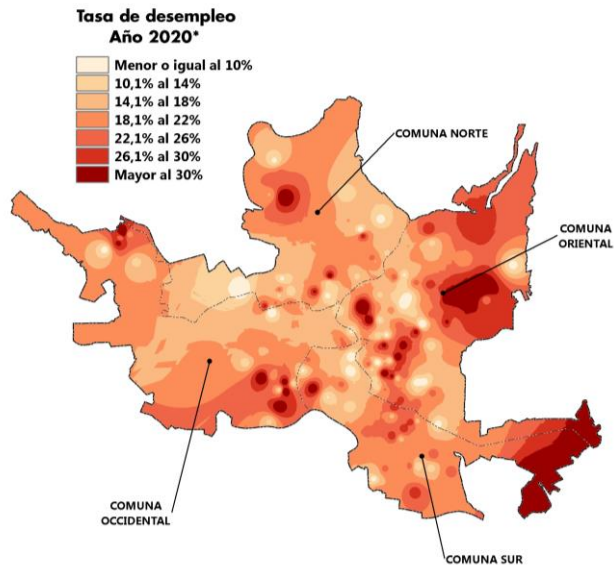 Tasa de desempleo
Año 2020*
Menor o igual al 10%
10,1% al 14%
14,1% al 18%
18,1% al 22%
22,1% al 26%
26,1% al 30%
Mayor al 30%
COMUNA NORTE
COMUNA
ORIENTAL
COMUNA
OCCIDENTAL
COMUNA SUR